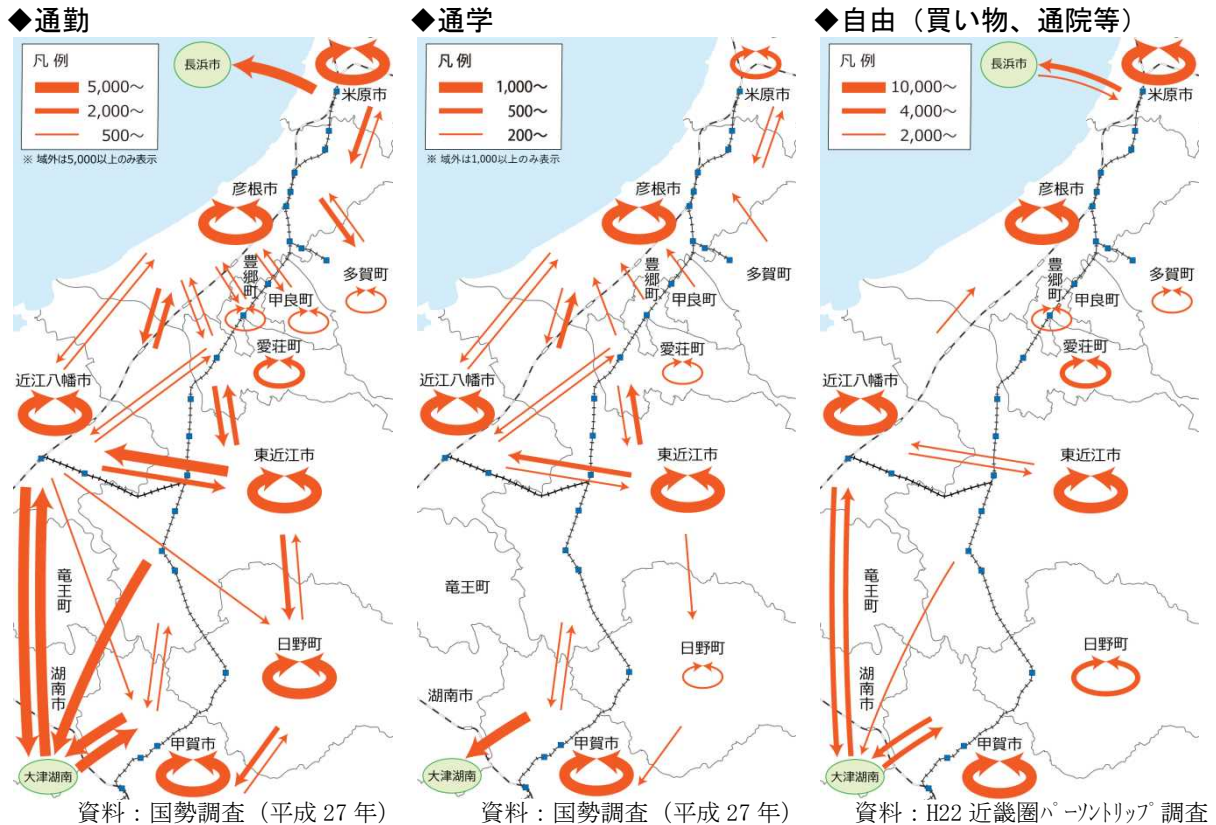 ◆通勤
凡 例
5,000～
2,000～
500～
※ 域外は5,000以上のみ表示
長浜市
米原市
彦根市
豊郷町
多賀町
甲良町
愛荘町
近江八幡市
東近江市
竜王町
日野町
湖南市
甲賀市
大津湖南
資料：国勢調査（平成 27 年）
◆通学
凡 例
1,000～
500～
200～
※ 域外は1,000以上のみ表示
米原市
彦根市
豊郷町
多賀町
甲良町
愛荘町
近江八幡市
東近江市
竜王町
日野町
湖南市
甲賀市
大津湖南
資料：国勢調査（平成 27 年）
◆自由（買い物、通院等）
凡 例
10,000～
4,000～
2,000～
長浜市
米原市
彦根市
豊郷町
多賀町
甲良町
愛荘町
近江八幡市
東近江市
竜王町
日野町
湖南市
甲賀市
大津湖南
資料：H22 近畿圏ﾊﾟｰｿﾝﾄﾘｯﾌﾟ調査